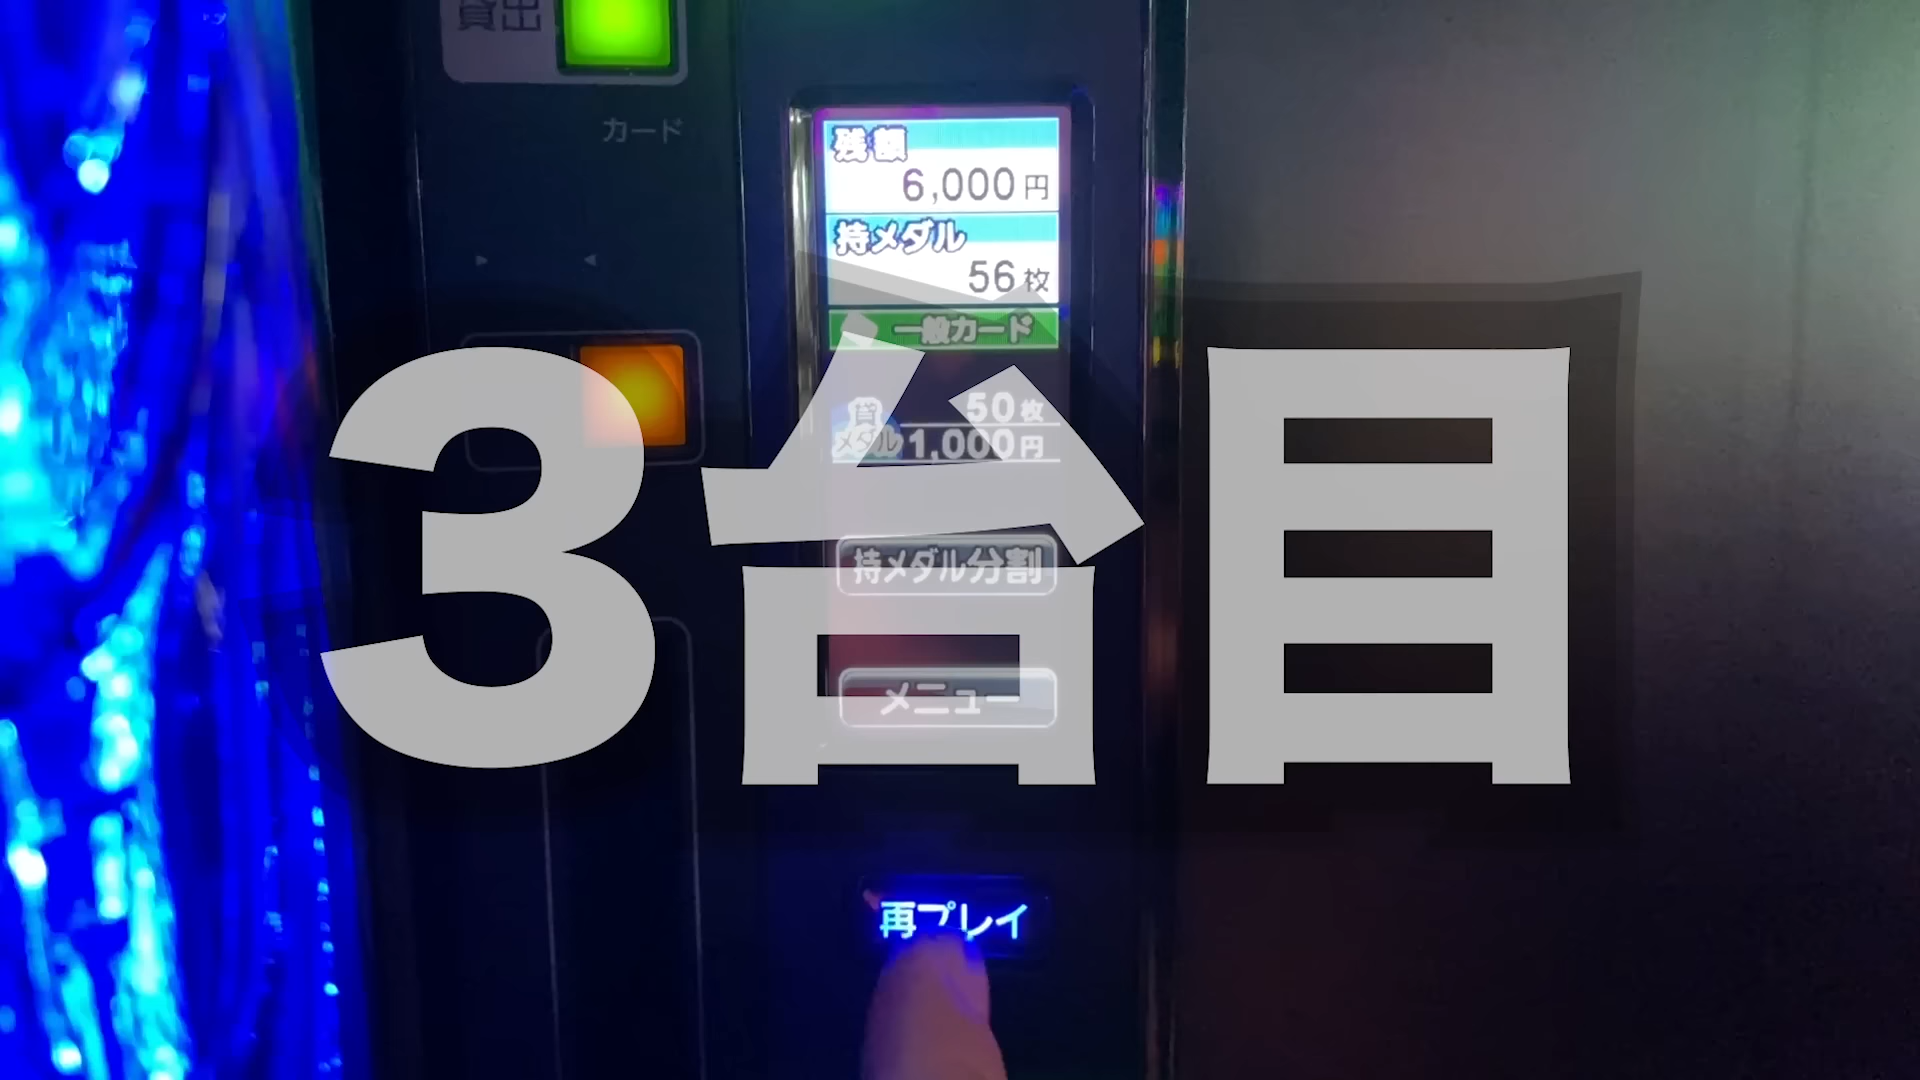 貸出
カード
残額
6,000円
持メダル
56枚
一般カード
貸 50枚
メダル 1,000円
3台目
持メダル分割
メニュー
再プレイ